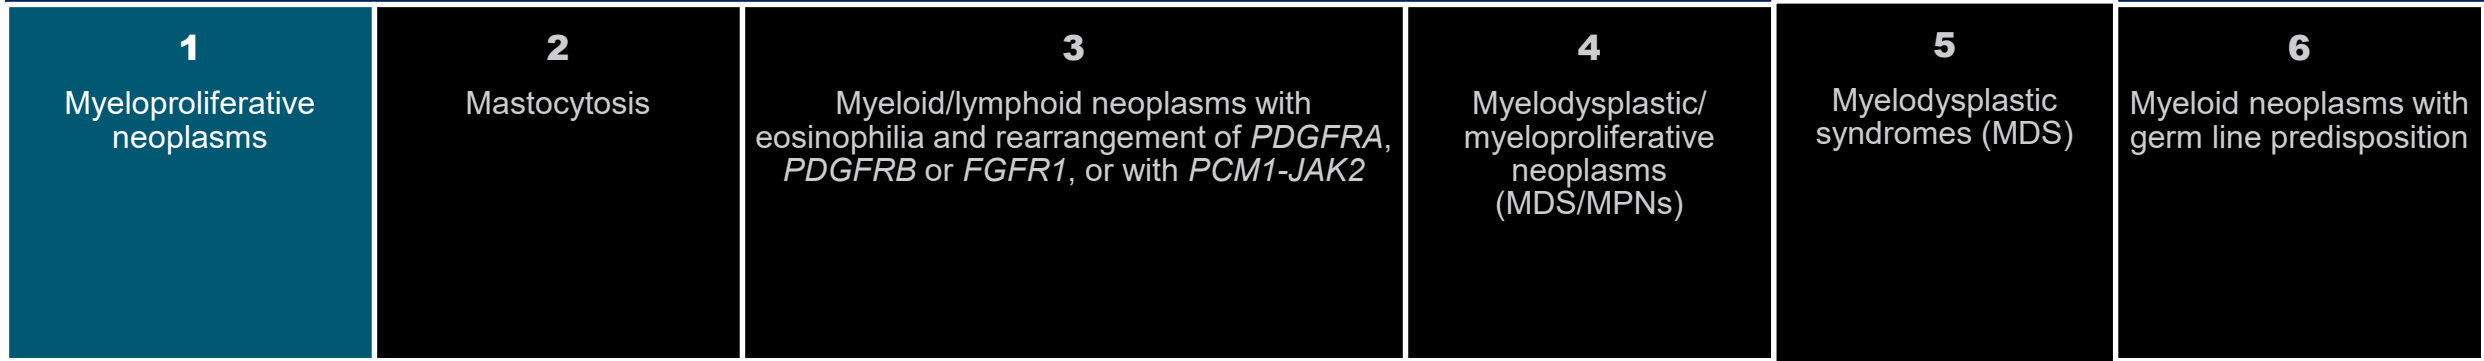 1
Myeloproliferative
neoplasms
2
Mastocytosis
3
Myeloid/lymphoid neoplasms with
eosinophilia and rearrangement of PDGFRA,
PDGFRB or FGFR1, or with PCM1-JAK2
4
Myelodysplastic/
myeloproliferative
neoplasms
(MDS/MPNs)
5
Myelodysplastic
syndromes (MDS)
6
Myeloid neoplasms with
germ line predisposition